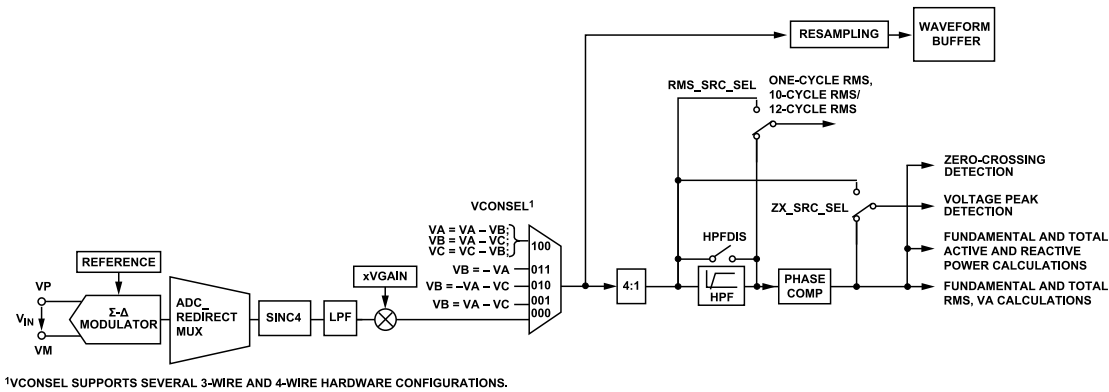 RESAMPLING
WAVEFORM
BUFFER
RMS_SRC_SEL
ONE-CYCLE RMS,
10-CYCLE RMS/
12-CYCLE RMS
ZERO-CROSSING
DETECTION
VCONSEL1
ZX_SRC_SEL
VOLTAGE PEAK
DETECTION
VA = VA – VB
VB = VA – VC
VC = VC – VB
100
HPFDIS
FUNDAMENTAL AND TOTAL
ACTIVE AND REACTIVE
POWER CALCULATIONS
REFERENCE
xVGAIN
VB = – VA
011
VB = –VA – VC
010
VB = VA – VC
001
000
4:1
HPF
PHASE
COMP
FUNDAMENTAL AND TOTAL
RMS, VA CALCULATIONS
VP
VIN
VM
Σ-Δ
MODULATOR
ADC_
REDIRECT
MUX
SINC4
LPF
1VCONSEL SUPPORTS SEVERAL 3-WIRE AND 4-WIRE HARDWARE CONFIGURATIONS.